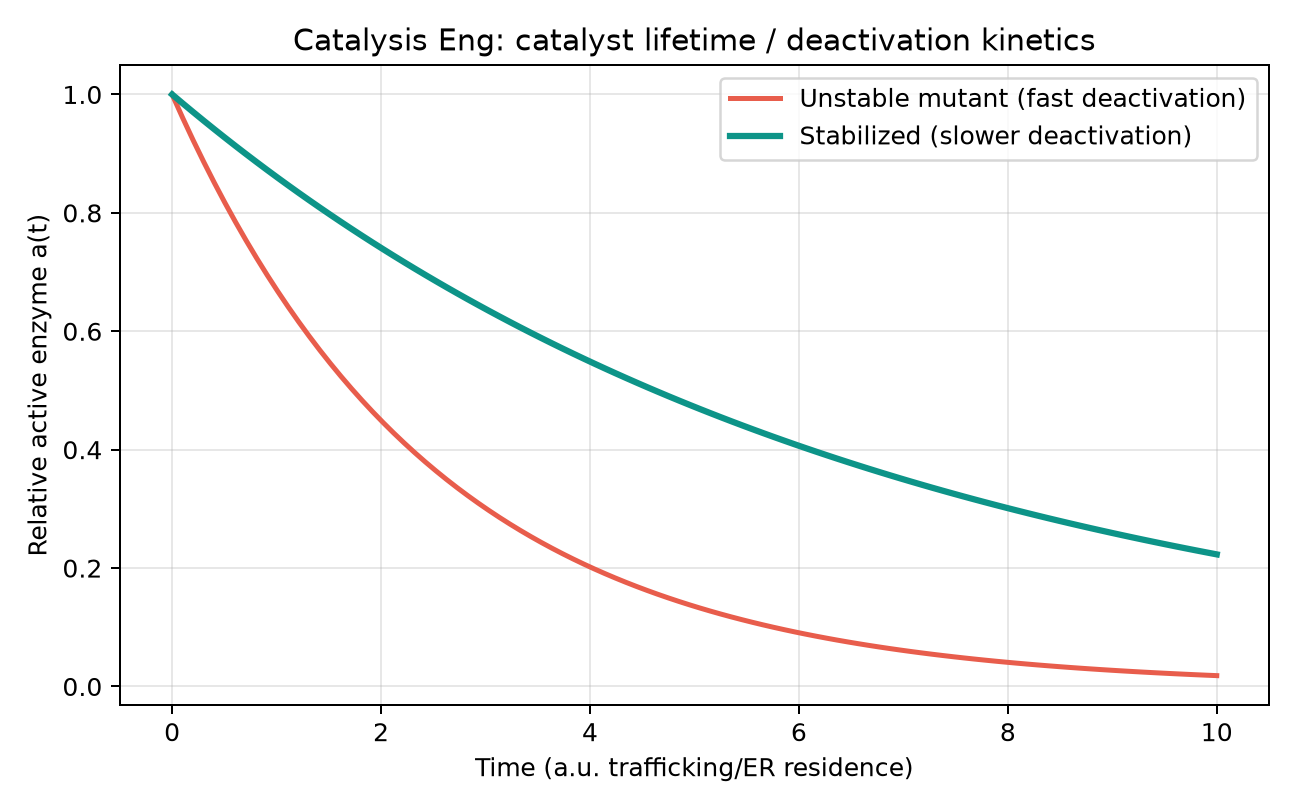 Catalysis Eng: catalyst lifetime / deactivation kinetics
Unstable mutant (fast deactivation)
Stabilized (slower deactivation)
Relative active enzyme a(t)
1.0
0.8
0.6
0.4
0.2
0.0
0 2 4 6 8 10
Time (a.u. trafficking/ER residence)